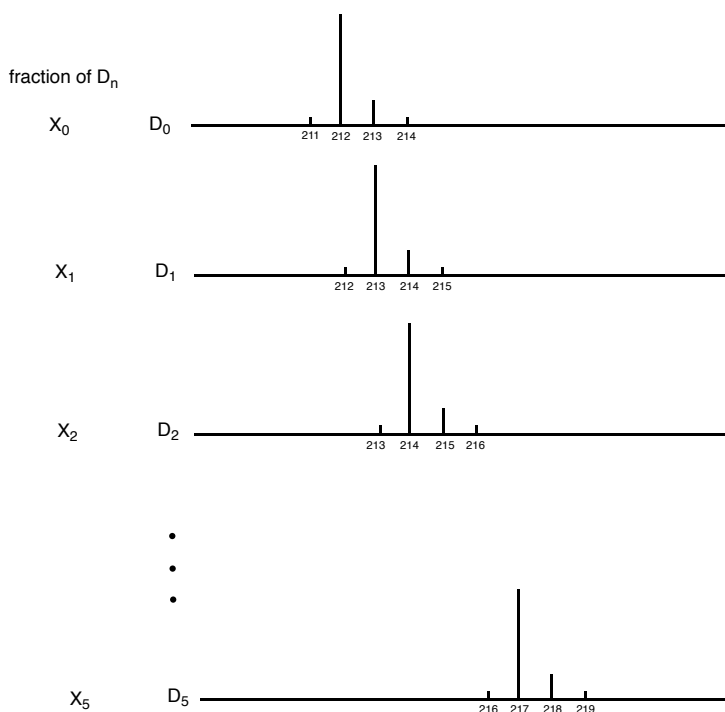 fraction of Dn
X0 D0
211 212 213 214
X1 D1
212 213 214 215
X2 D2
213 214 215 216
X5 D5
216 217 218 219